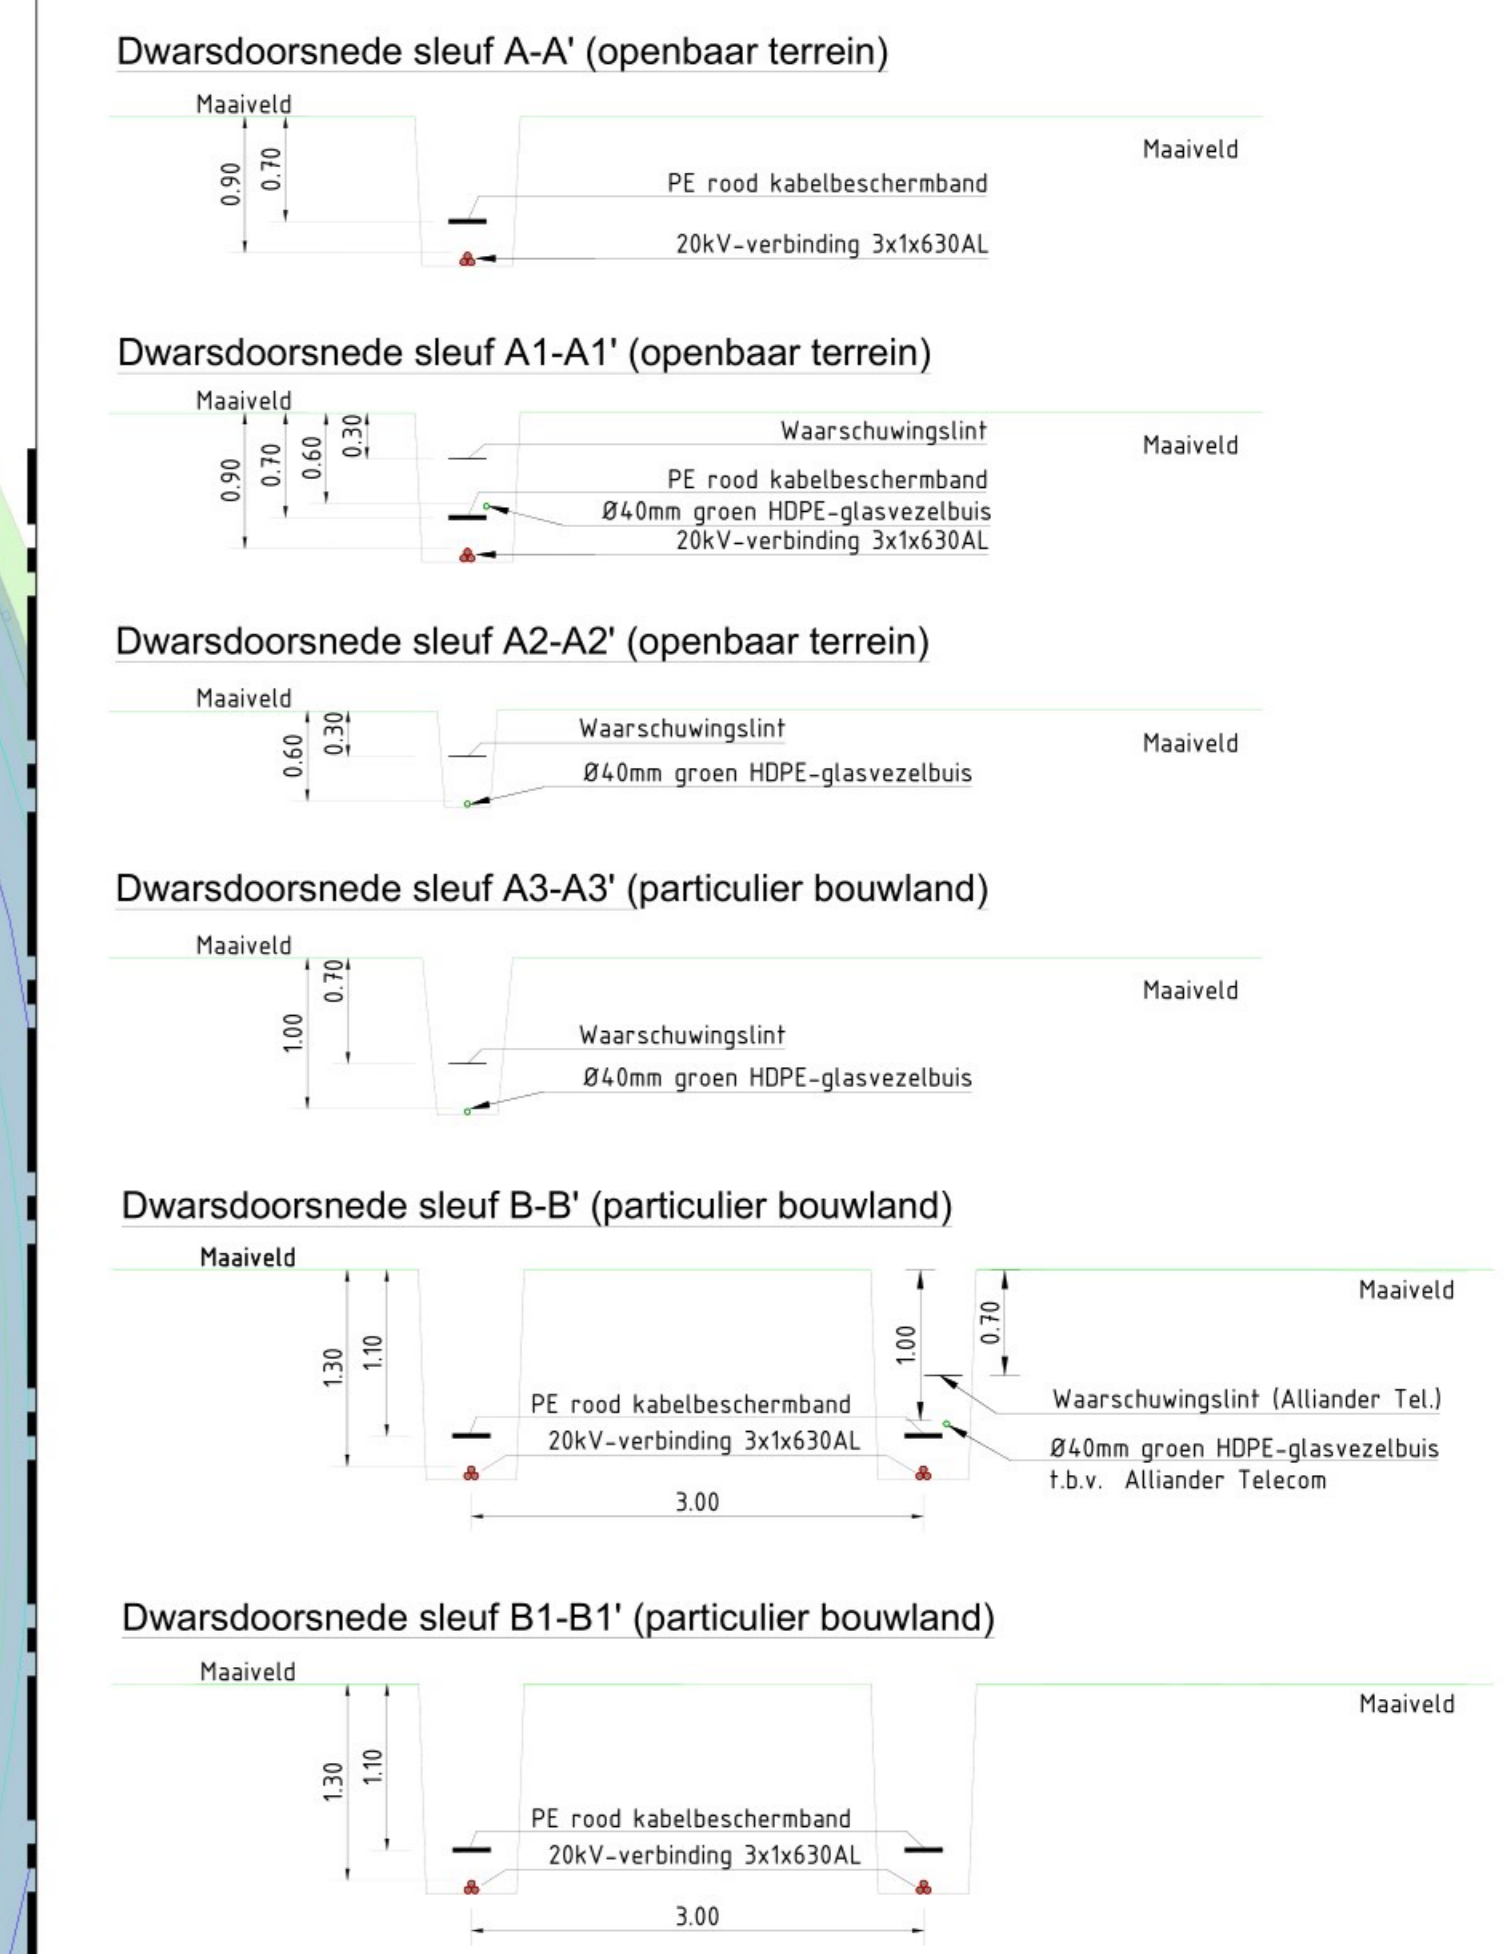 Dwarsdoorsnede sleuf A-A' (openbaar terrein)
Maaiveld
Maaiveld
0.90
0.70
PE rood kabelbeschermband
20kV-verbinding 3x1x630AL
Dwarsdoorsnede sleuf A1-A1' (openbaar terrein)
Maaiveld
Maaiveld
0.90
0.70
0.60
0.30
Waarschuwingslint
PE rood kabelbeschermband
Ø40mm groen HDPE-glasvezelbuis
20kV-verbinding 3x1x630AL
Dwarsdoorsnede sleuf A2-A2' (openbaar terrein)
Maaiveld
Maaiveld
0.60
0.30
Waarschuwingslint
Ø40mm groen HDPE-glasvezelbuis
Dwarsdoorsnede sleuf A3-A3' (particulier bouwland)
Maaiveld
Maaiveld
1.00
0.70
Waarschuwingslint
Ø40mm groen HDPE-glasvezelbuis
Dwarsdoorsnede sleuf B-B' (particulier bouwland)
Maaiveld
Maaiveld
1.30
1.10
1.00
0.70
PE rood kabelbeschermband
20kV-verbinding 3x1x630AL
Waarschuwingslint (Alliander Tel.)
Ø40mm groen HDPE-glasvezelbuis
t.b.v. Alliander Telecom
3.00
Dwarsdoorsnede sleuf B1-B1' (particulier bouwland)
Maaiveld
Maaiveld
1.30
1.10
PE rood kabelbeschermband
20kV-verbinding 3x1x630AL
3.00